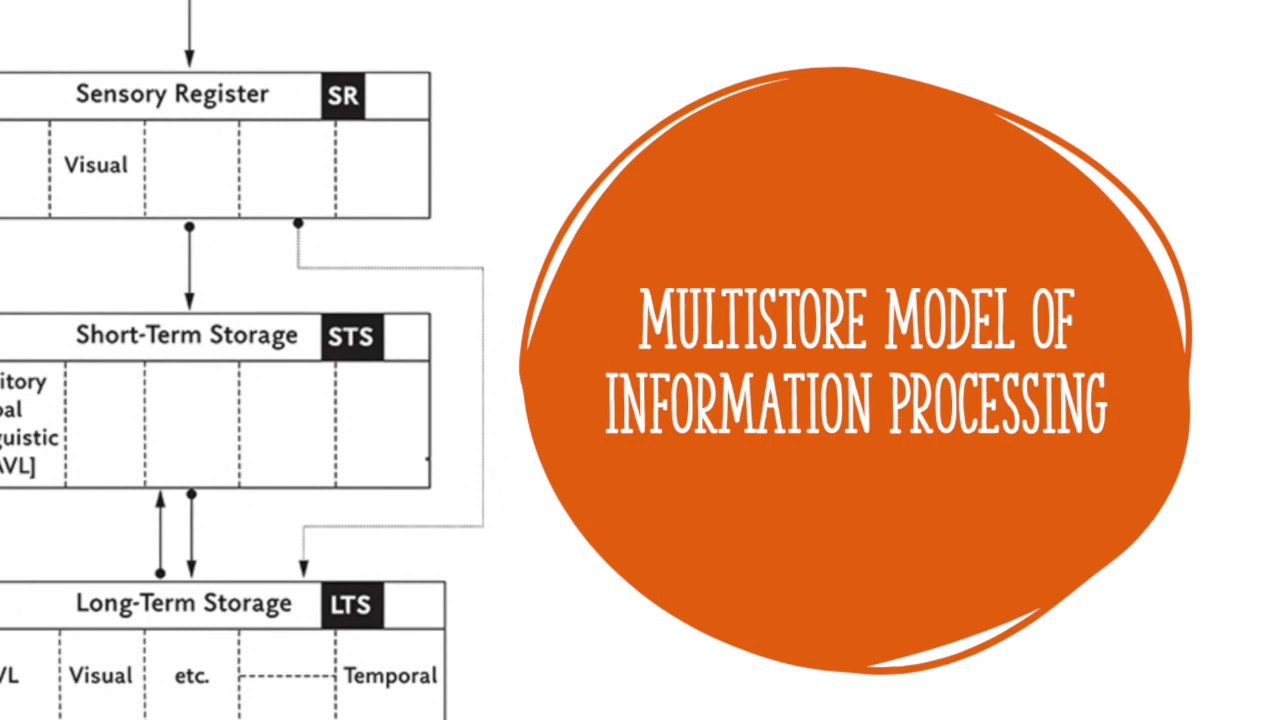 Sensory Register SR
Visual
Short-Term Storage STS
Long-Term Storage LTS
Visual etc. Temporal
MULTISTORE MODEL OF
INFORMATION PROCESSING